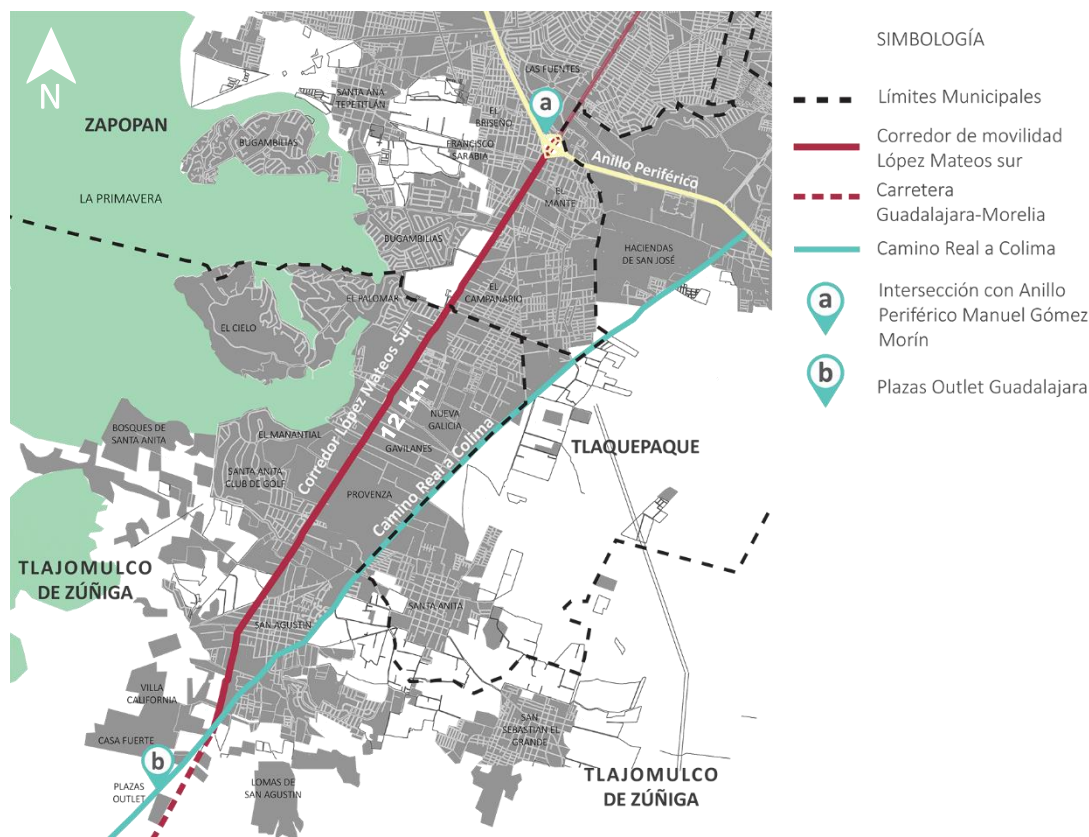 N
ZAPOPAN
LA PRIMAVERA
BUGAMBILIAS
SANTA ANA
TEPETITLÁN
LAS FUENTES
a
EL
BRISEÑO
FRANCISCO
SARABIA
Anillo Periférico
EL
MANTE
HACIENDAS
DE SAN JOSÉ
BUGAMBILIAS
EL
CAMPANARIO
EL PALOMAR
EL CIELO
Corredor López Mateos Sur
12 km
NUEVA
GALICIA
GAVILANES
BOSQUES DE
SANTA ANITA
EL MANANTIAL
SANTA ANITA
CLUB DE GOLF
PROVENZA
Camino Real a Colima
TLAQUEPAQUE
TLAJOMULCO
DE ZÚÑIGA
SAN AGUSTÍN
SANTA ANITA
VILLA
CALIFORNIA
CASA FUERTE
b
PLAZAS
OUTLET
LOMAS DE
SAN AGUSTIN
SAN
SEBASTIÁN EL
GRANDE
TLAJOMULCO
DE ZÚÑIGA
SIMBOLOGÍA
Límites Municipales
Corredor de movilidad
López Mateos sur
Carretera
Guadalajara-Morelia
Camino Real a Colima
a
Intersección con Anillo
Periférico Manuel Gómez
Morín
b
Plazas Outlet Guadalajara